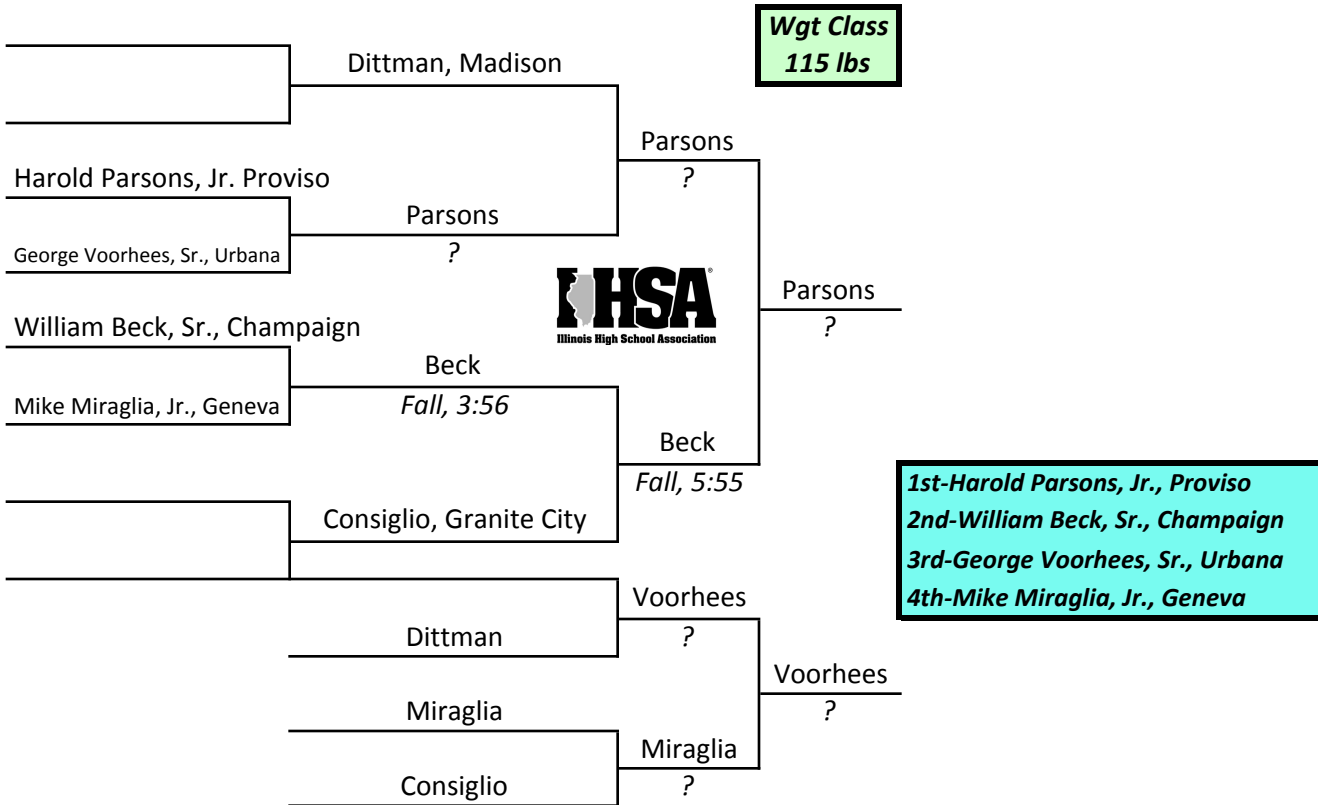 Wgt Class
115 lbs
Dittman, Madison
Parsons
?
Harold Parsons, Jr. Proviso
Parsons
?
George Voorhees, Sr., Urbana
IHSA®
Illinois High School Association
Parsons
?
William Beck, Sr., Champaign
Beck
Fall, 3:56
Mike Miraglia, Jr., Geneva
Beck
Fall, 5:55
Consiglio, Granite City
1st-Harold Parsons, Jr., Proviso
2nd-William Beck, Sr., Champaign
3rd-George Voorhees, Sr., Urbana
4th-Mike Miraglia, Jr., Geneva
Voorhees
?
Dittman
Voorhees
?
Miraglia
Miraglia
?
Consiglio